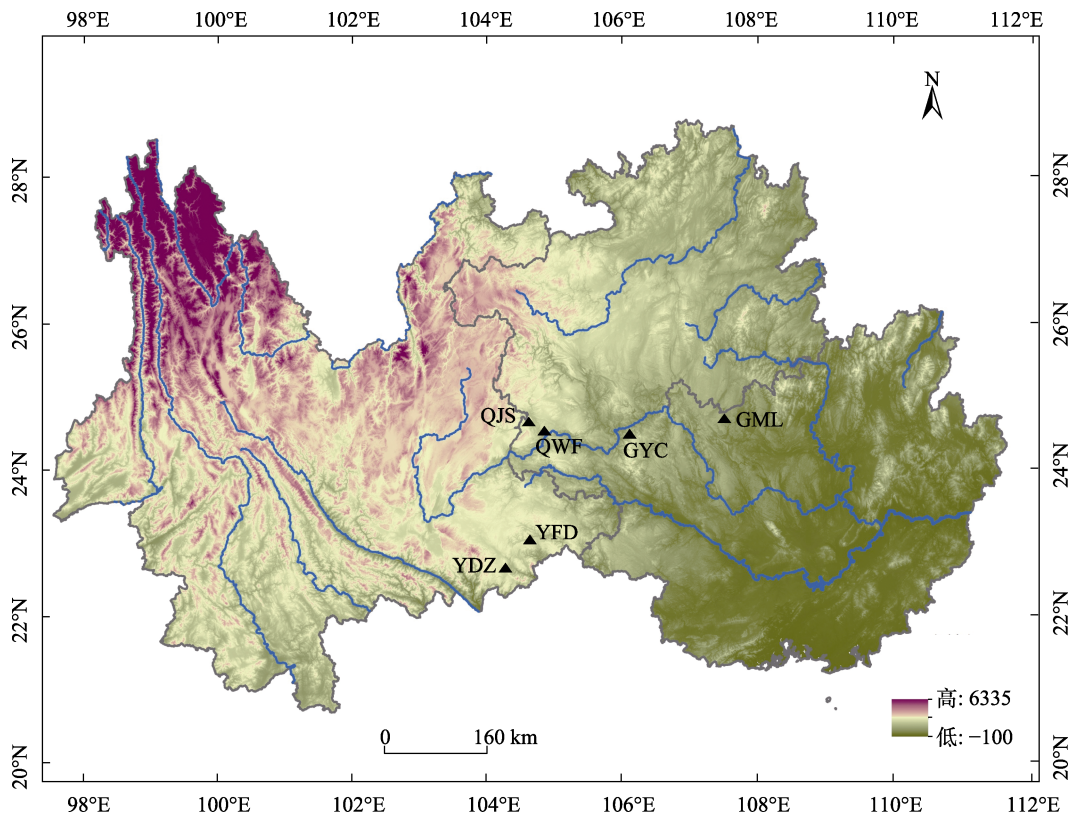 98°E 100°E 102°E 104°E 106°E 108°E 110°E 112°E
N
28°N 28°N
26°N 26°N
QJS
GML
QWF
GYC
24°N 24°N
YFD
YDZ
22°N 22°N
高: 6335
0 160 km
低: −100
20°N 20°N
98°E 100°E 102°E 104°E 106°E 108°E 110°E 112°E